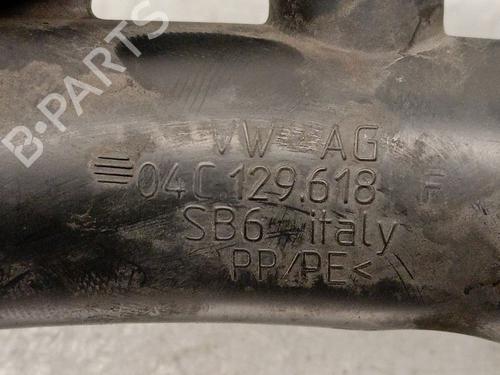 B-PARTS
VW AG
04C 129.618 F
SB6 italy
PP/PE<